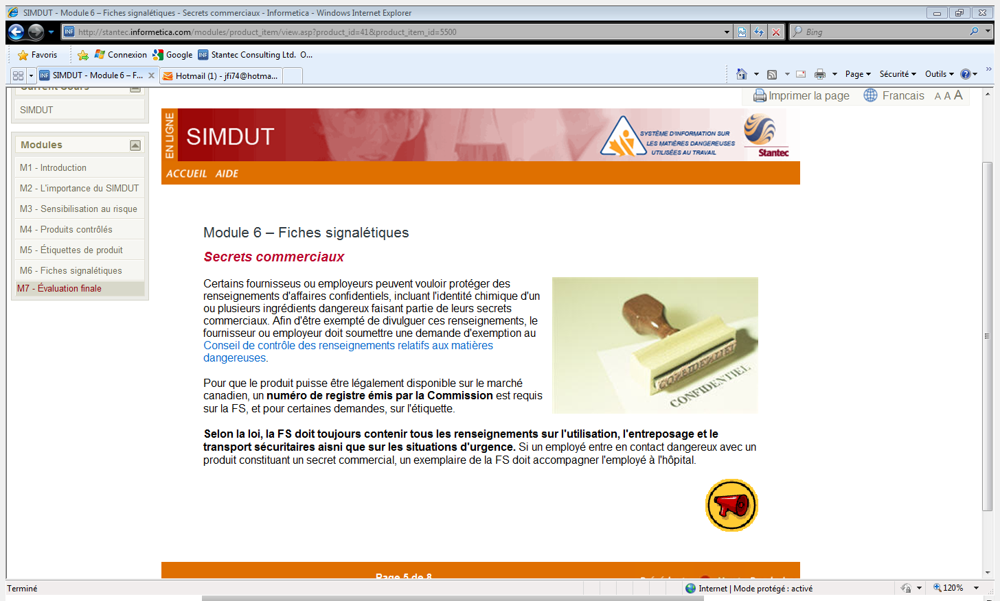 SIMDUT - Module 6 – Fiches signalétiques - Secrets commerciaux - Informetica - Windows Internet Explorer
http://stantec.informetica.com/modules/product_item/view.asp?product_id=41&product_item_id=5500
Bing
Favoris
Connexion
Google
Stantec Consulting Ltd. O...
SIMDUT - Module 6 – F...
Hotmail (1) - jfi74@hotma...
Page
Sécurité
Outils
Current Cours
SIMDUT
Modules
M1 - Introduction
M2 - L'importance du SIMDUT
M3 - Sensibilisation au risque
M4 - Produits contrôlés
M5 - Étiquettes de produit
M6 - Fiches signalétiques
M7 - Évaluation finale
Imprimer la page
Francais
A A A
EN LIGNE
SIMDUT
SYSTÈME D'INFORMATION SUR
LES MATIÈRES DANGEREUSES
UTILISÉES AU TRAVAIL
Stantec
ACCUEIL AIDE
Module 6 – Fiches signalétiques
Secrets commerciaux
Certains fournisseus ou employeurs peuvent vouloir protéger des
renseignements d'affaires confidentiels, incluant l'identité chimique d'un
ou plusieurs ingrédients dangereux faisant partie de leurs secrets
commerciaux. Afin d'être exempté de divulguer ces renseignements, le
fournisseur ou employeur doit soumettre une demande d'exemption au
Conseil de contrôle des renseignements relatifs aux matières
dangereuses.
Pour que le produit puisse être légalement disponible sur le marché
canadien, un numéro de registre émis par la Commission est requis
sur la FS, et pour certaines demandes, sur l'étiquette.
CONFIDENTIEL
Selon la loi, la FS doit toujours contenir tous les renseignements sur l'utilisation, l'entreposage et le
transport sécuritaires aisni que sur les situations d'urgence. Si un employé entre en contact dangereux avec un
produit constituant un secret commercial, un exemplaire de la FS doit accompagner l'employé à l'hôpital.
Page 5 de 8
Terminé
Internet | Mode protégé : activé
120%